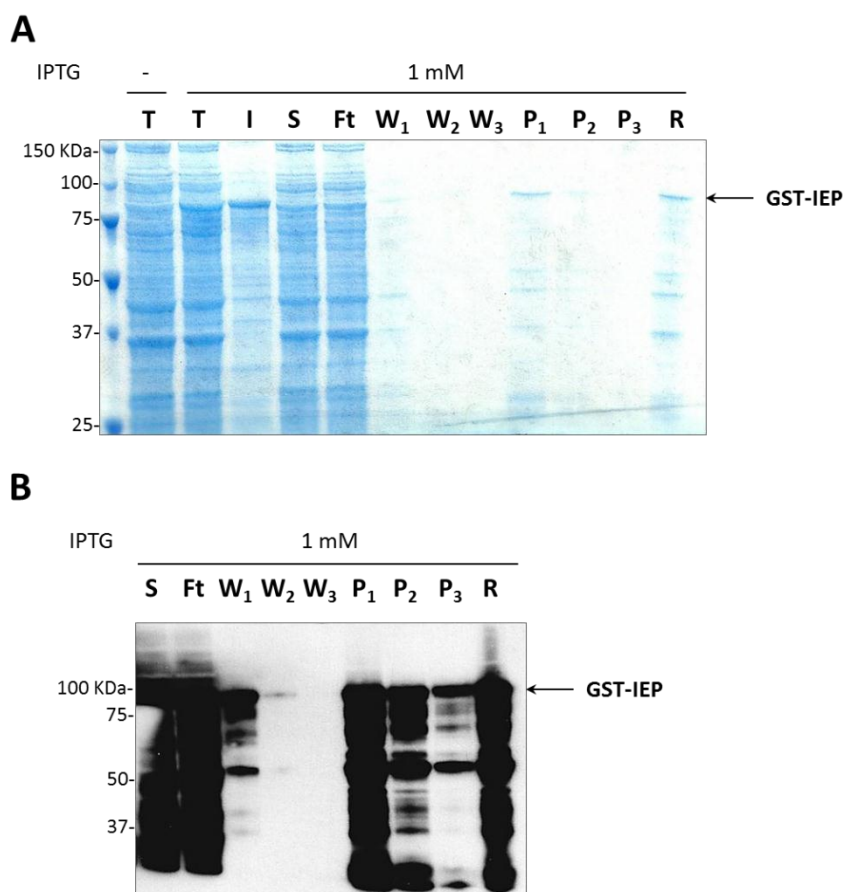 A
IPTG - 1 mM
T T I S Ft W₁ W₂ W₃ P₁ P₂ P₃ R
150 KDa-
100-
GST-IEP
75-
50-
37-
25-
B
IPTG 1 mM
S Ft W₁ W₂ W₃ P₁ P₂ P₃ R
100 KDa-
GST-IEP
75-
50-
37-